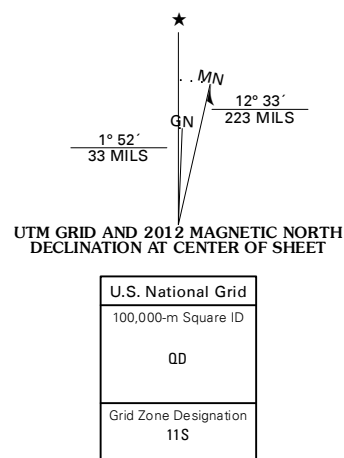 ★
MN
GN
12° 33´
223 MILS
1° 52´
33 MILS
UTM GRID AND 2012 MAGNETIC NORTH
DECLINATION AT CENTER OF SHEET
U.S. National Grid
100,000-m Square ID
QD
Grid Zone Designation
11S